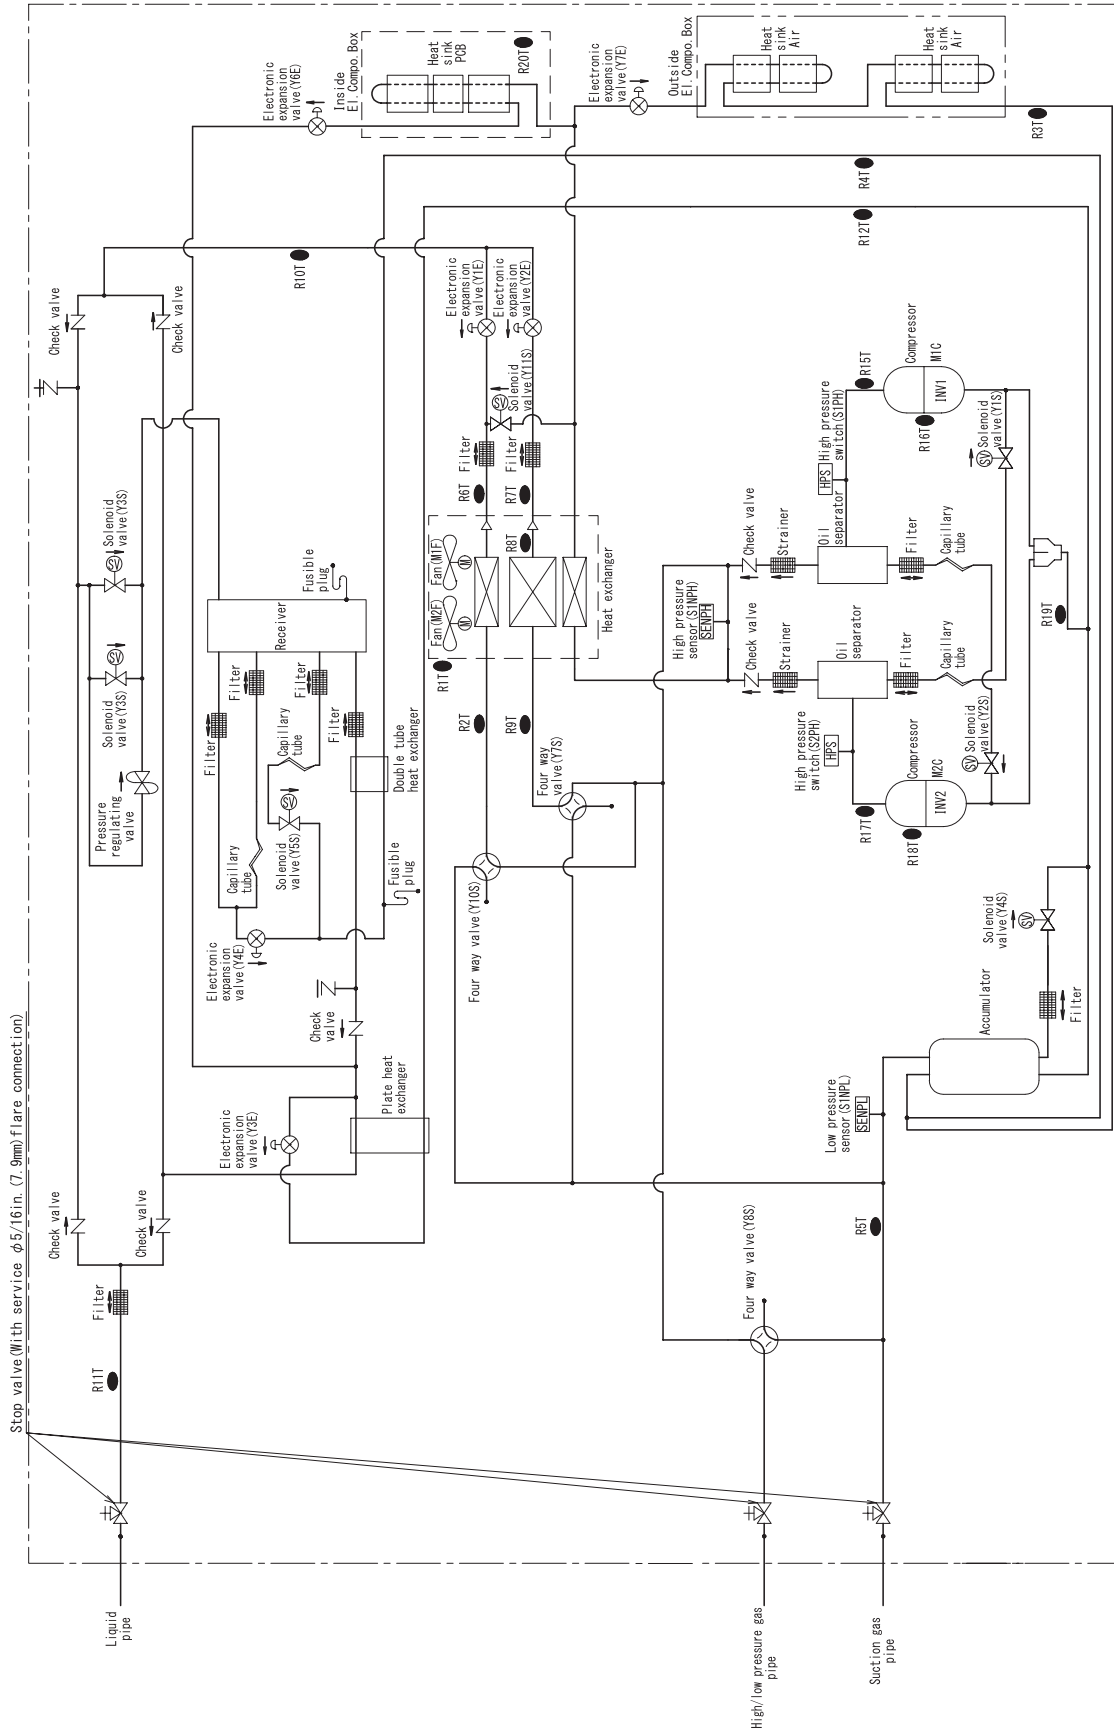 Stop valve(With service φ5/16in.(7.9mm)flare connection)
Liquid
pipe
High/low pressure gas
pipe
Suction gas
pipe
R11T
Filter
Check valve
Check valve
Pressure
regulating
valve
Solenoid
valve(Y3S)
SV
Solenoid
valve(Y3S)
SV
Check valve
Check valve
Electronic
expansion
valve(Y3E)
Plate heat
exchanger
Check
valve
Electronic
expansion
valve(Y4E)
Capillary
tube
Solenoid
valve(Y5S)
SV
Capillary
tube
Filter
Filter
Filter
Filter
Double tube
heat exchanger
Fusible
plug
Receiver
Fusible
plug
R10T
Electronic
expansion
valve(Y6E)
Inside
El.Compo.Box
Heat
sink
PCB
R20T
Electronic
expansion
valve(Y7E)
Outside
El.Compo.Box
Heat
sink
Air
Heat
sink
Air
R3T
R4T
R12T
Electronic
expansion
valve(Y1E)
Electronic
expansion
valve(Y2E)
SV
Solenoid
valve(Y11S)
Filter
Filter
R6T
R7T
R8T
Fan(M2F)
M
Fan(M1F)
M
Heat exchanger
R1T
R2T
R9T
Four way
valve(Y7S)
Four way valve(Y10S)
High pressure
sensor(S1NPH)
SENPH
Check valve
Check valve
Strainer
Strainer
Oil
separator
Oil
separator
Filter
Filter
Capillary
tube
Capillary
tube
High pressure
switch(S1PH)
HPS
High pressure
switch(S2PH)
HPS
R15T
Compressor
M1C
INV1
R16T
SV
Solenoid
valve(Y1S)
R17T
Compressor
M2C
INV2
R18T
SV
Solenoid
valve(Y2S)
R19T
Solenoid
valve(Y4S)
SV
Filter
Accumulator
Low pressure
sensor(S1NPL)
SENPL
R5T
Four way valve(Y8S)